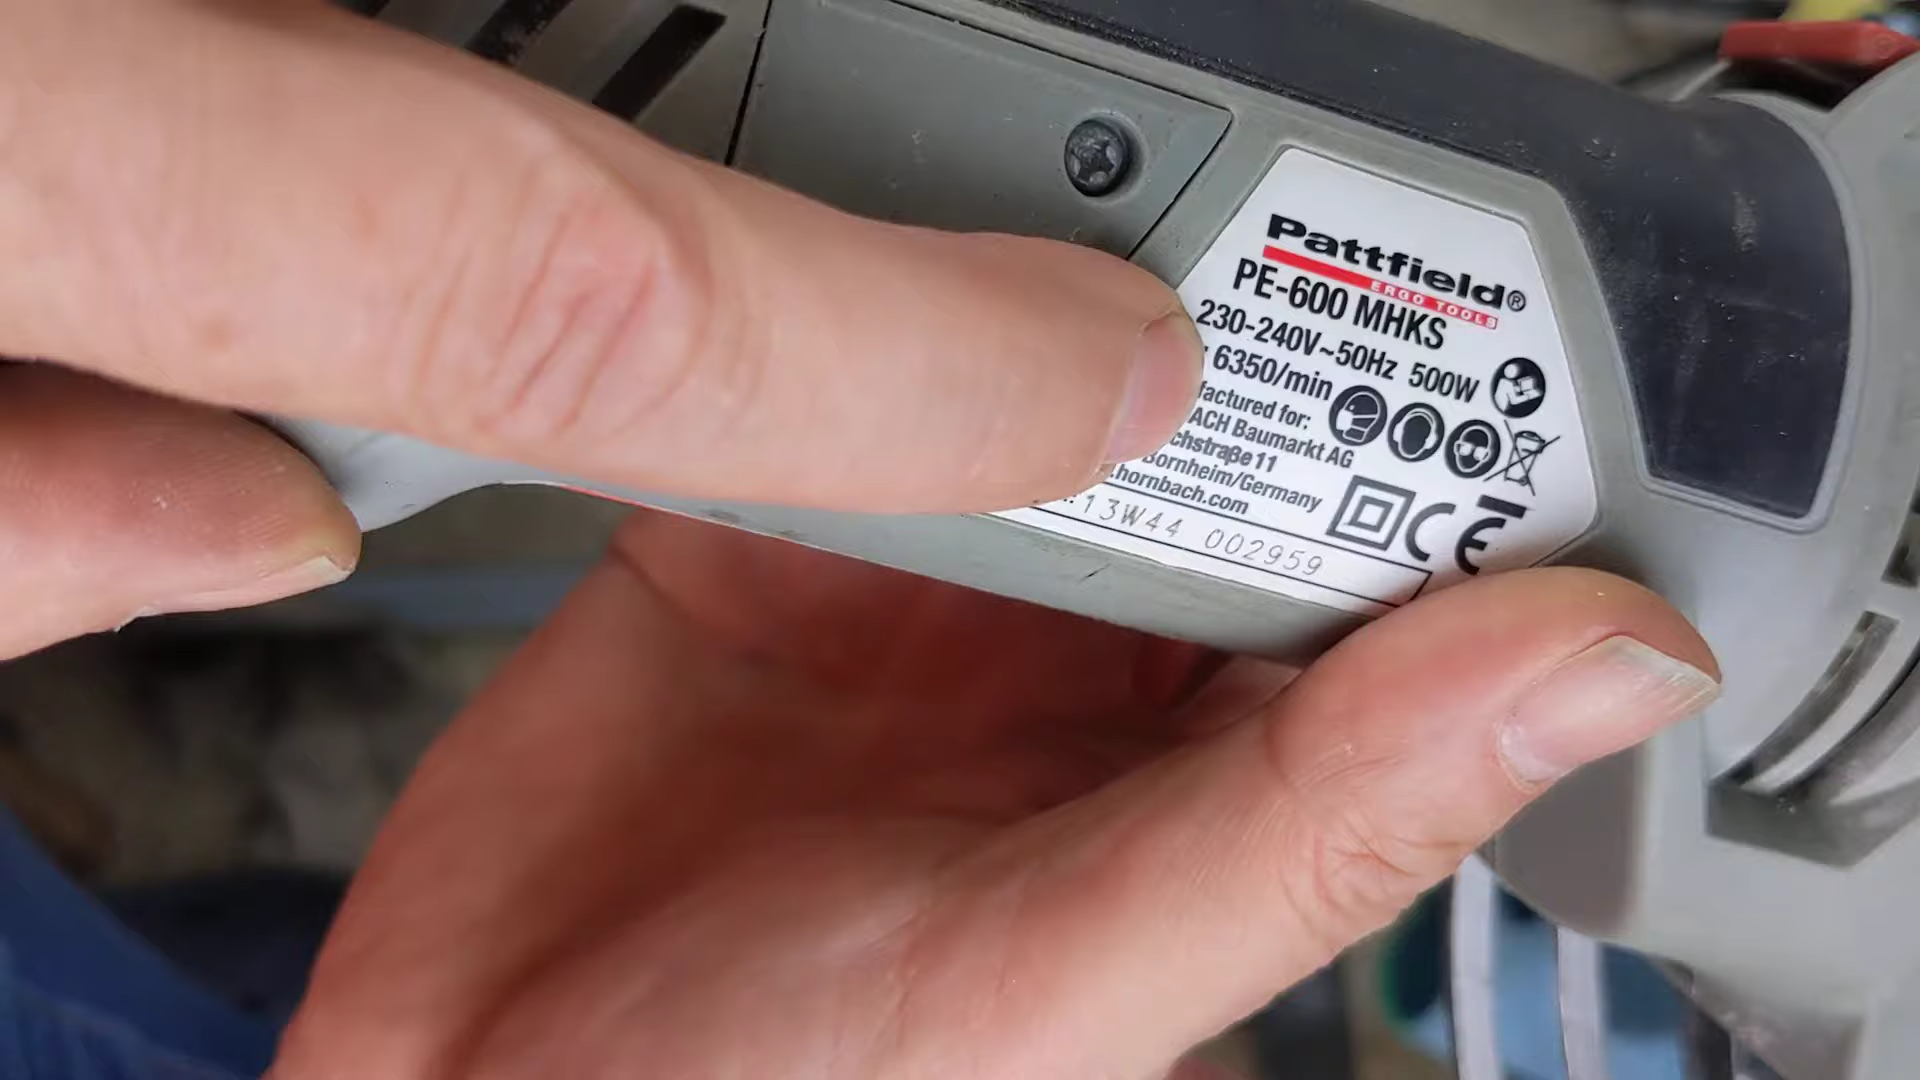 Pattfield®
ERGO TOOLS
PE-600 MHKS
230-240V~50Hz 500W
6350/min
factured for:
ACH Baumarkt AG
chstraße 11
Bornheim/Germany
.hornbach.com
13W44 002959
CE